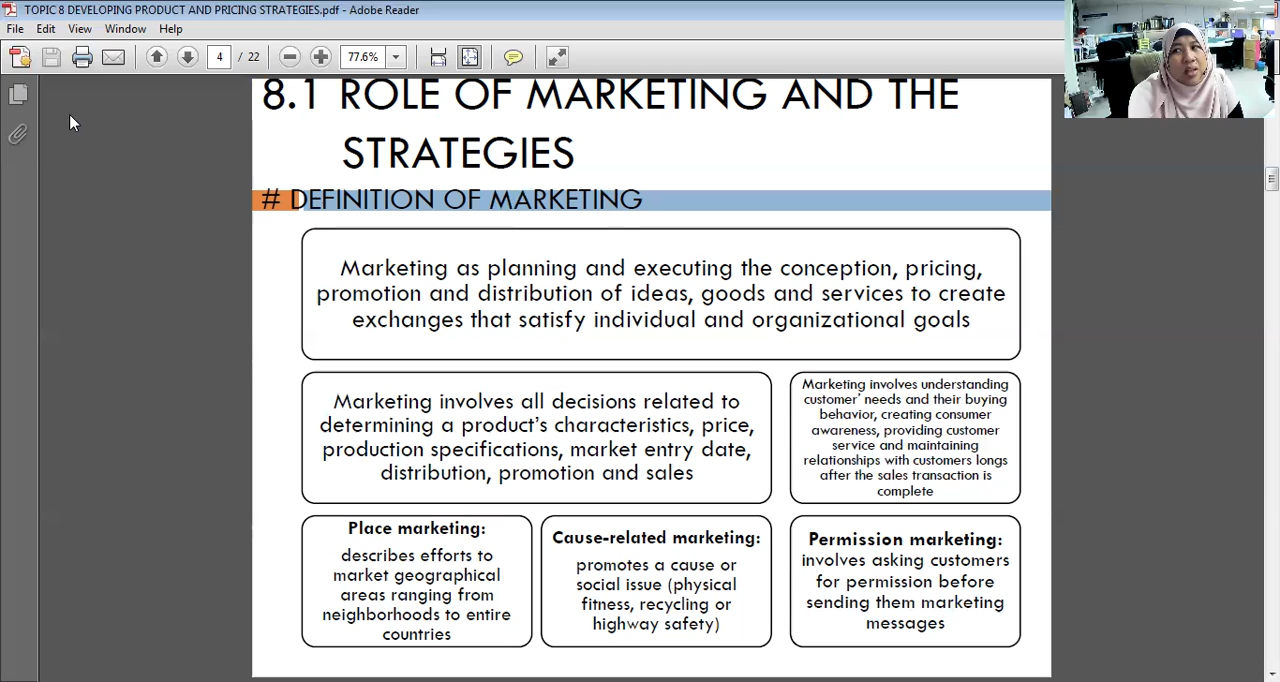 TOPIC 8 DEVELOPING PRODUCT AND PRICING STRATEGIES.pdf - Adobe Reader
File Edit View Window Help
4 / 22 77.6%
8.1 ROLE OF MARKETING AND THE
STRATEGIES
# DEFINITION OF MARKETING
Marketing as planning and executing the conception, pricing,
promotion and distribution of ideas, goods and services to create
exchanges that satisfy individual and organizational goals
Marketing involves all decisions related to
determining a product's characteristics, price,
production specifications, market entry date,
distribution, promotion and sales
Marketing involves understanding
customer' needs and their buying
behavior, creating consumer
awareness, providing customer
service and maintaining
relationships with customers longs
after the sales transaction is
complete
Place marketing:
describes efforts to
market geographical
areas ranging from
neighborhoods to entire
countries
Cause-related marketing:
promotes a cause or
social issue (physical
fitness, recycling or
highway safety)
Permission marketing:
involves asking customers
for permission before
sending them marketing
messages